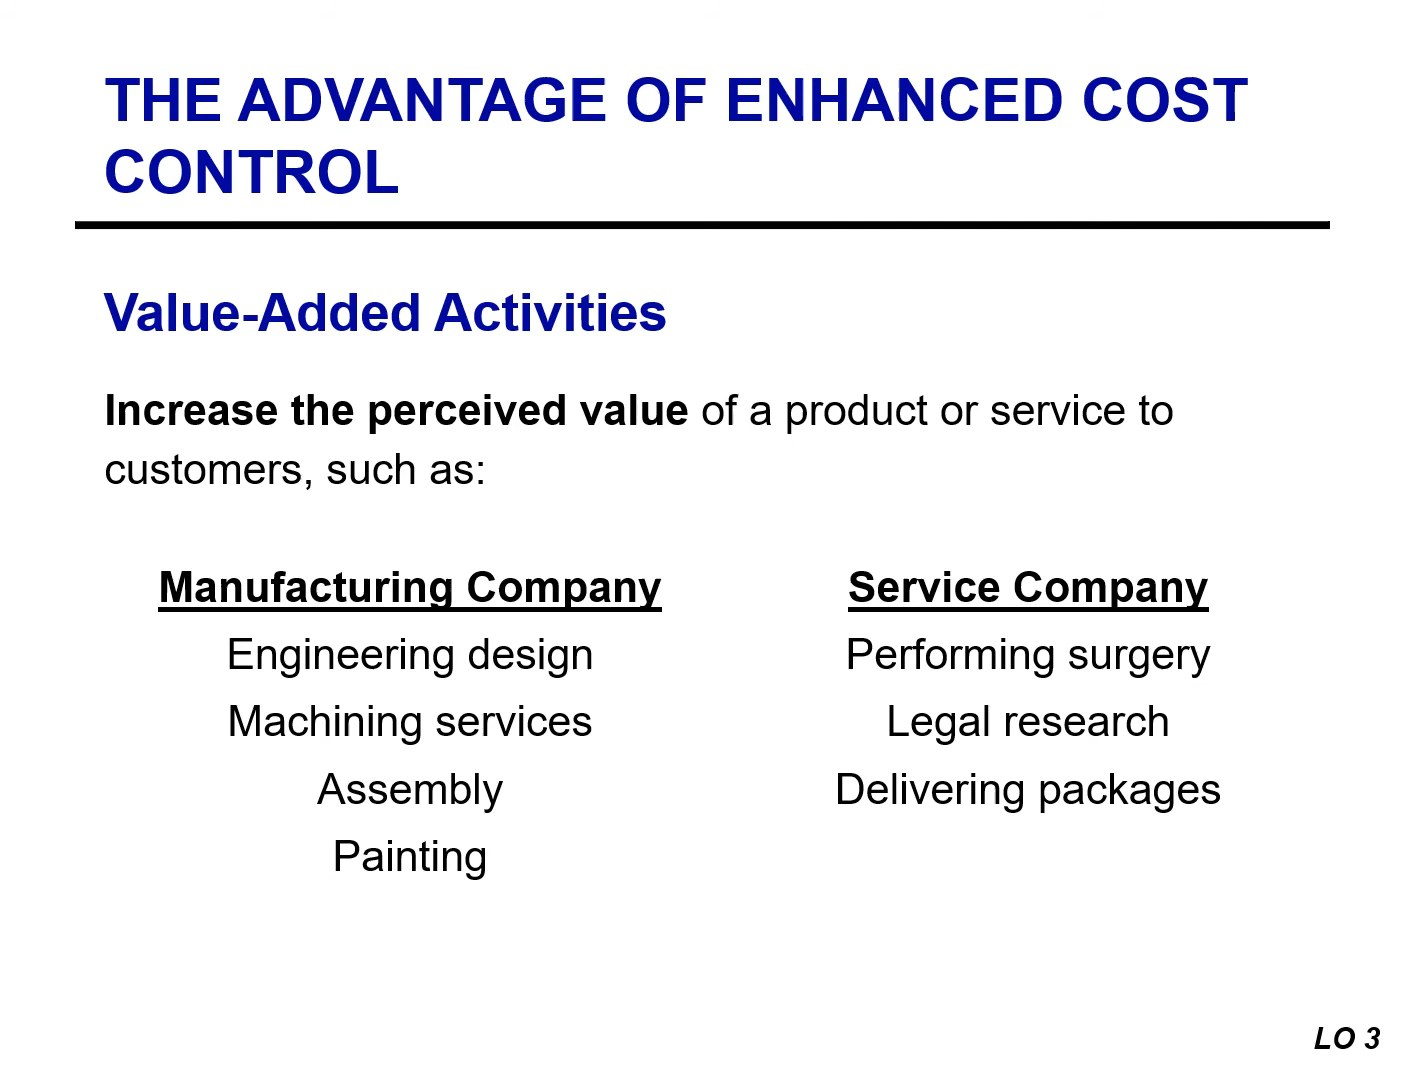 THE ADVANTAGE OF ENHANCED COST
CONTROL
Value-Added Activities
Increase the perceived value of a product or service to
customers, such as:
Manufacturing Company
Engineering design
Machining services
Assembly
Painting
Service Company
Performing surgery
Legal research
Delivering packages
LO 3